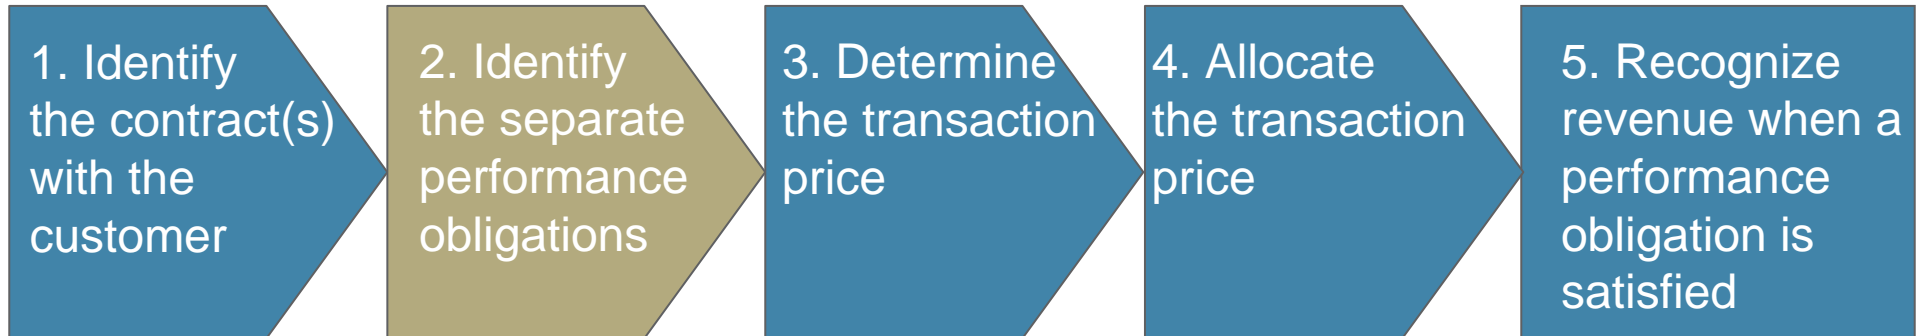 1. Identify
the contract(s)
with the
customer
2. Identify
the separate
performance
obligations
3. Determine
the transaction
price
4. Allocate
the transaction
price
5. Recognize
revenue when a
performance
obligation is
satisfied